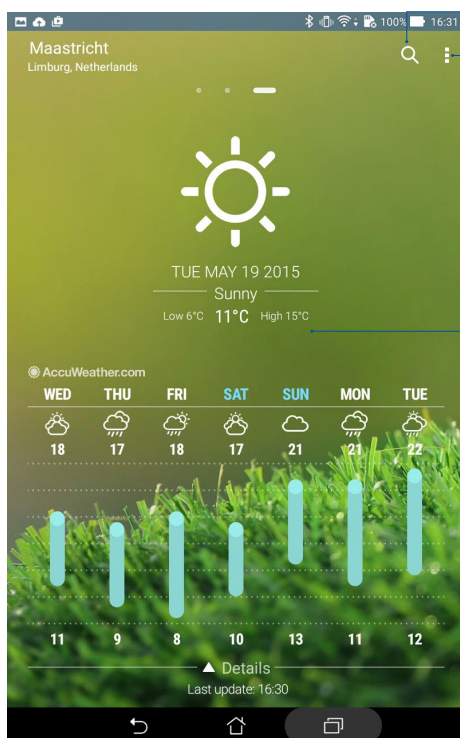 100% 16:31
Maastricht
Limburg, Netherlands
TUE MAY 19 2015
Sunny
Low 6°C 11°C High 15°C
AccuWeather.com
WED THU FRI SAT SUN MON TUE
18 17 18 17 21 21 22
11 9 8 10 13 11 12
Details
Last update: 16:30